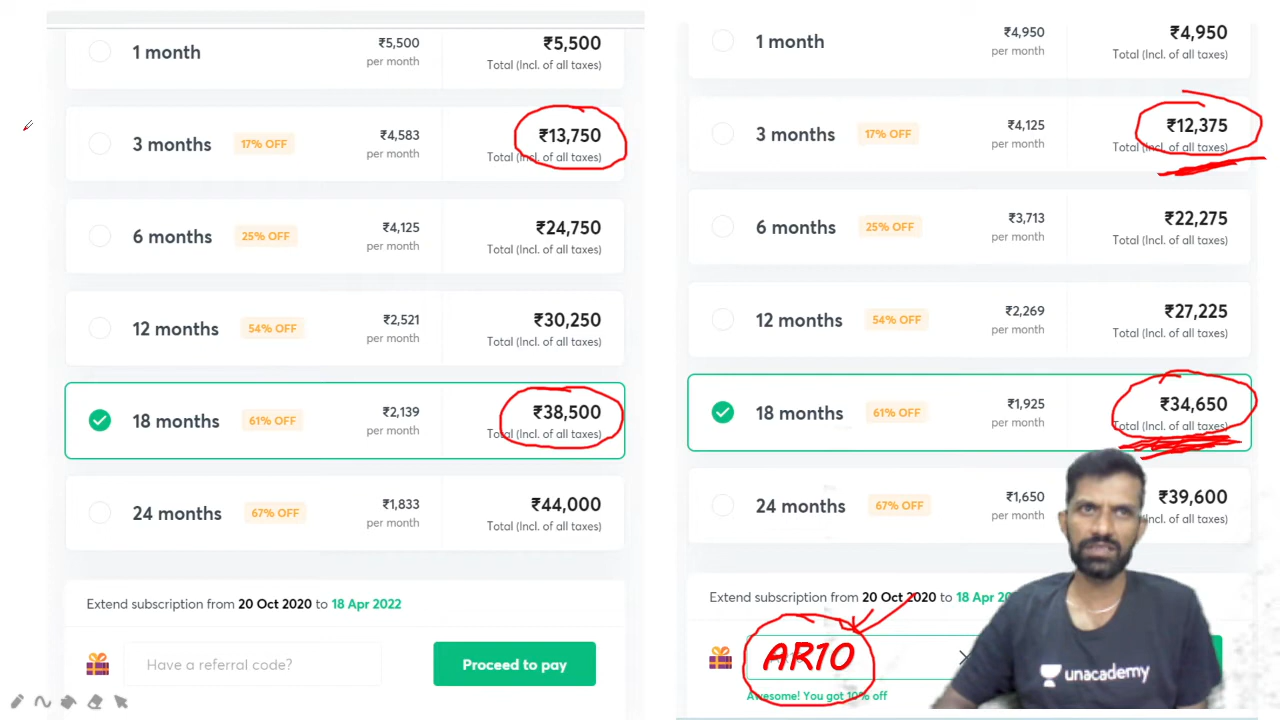 1 month
₹5,500
per month
₹5,500
Total (Incl. of all taxes)
3 months
17% OFF
₹4,583
per month
₹13,750
Total (Incl. of all taxes)
6 months
25% OFF
₹4,125
per month
₹24,750
Total (Incl. of all taxes)
12 months
54% OFF
₹2,521
per month
₹30,250
Total (Incl. of all taxes)
18 months
61% OFF
₹2,139
per month
₹38,500
Total (Incl. of all taxes)
24 months
67% OFF
₹1,833
per month
₹44,000
Total (Incl. of all taxes)
Extend subscription from 20 Oct 2020 to 18 Apr 2022
Have a referral code?
Proceed to pay
1 month
₹4,950
per month
₹4,950
Total (Incl. of all taxes)
3 months
17% OFF
₹4,125
per month
₹12,375
Total (Incl. of all taxes)
6 months
25% OFF
₹3,713
per month
₹22,275
Total (Incl. of all taxes)
12 months
54% OFF
₹2,269
per month
₹27,225
Total (Incl. of all taxes)
18 months
61% OFF
₹1,925
per month
₹34,650
Total (Incl. of all taxes)
24 months
67% OFF
₹1,650
per month
₹39,600
Incl. of all taxes)
Extend subscription from 20 Oct 2020 to 18 Apr
AR10
Awesome! You got 10% off
unacademy